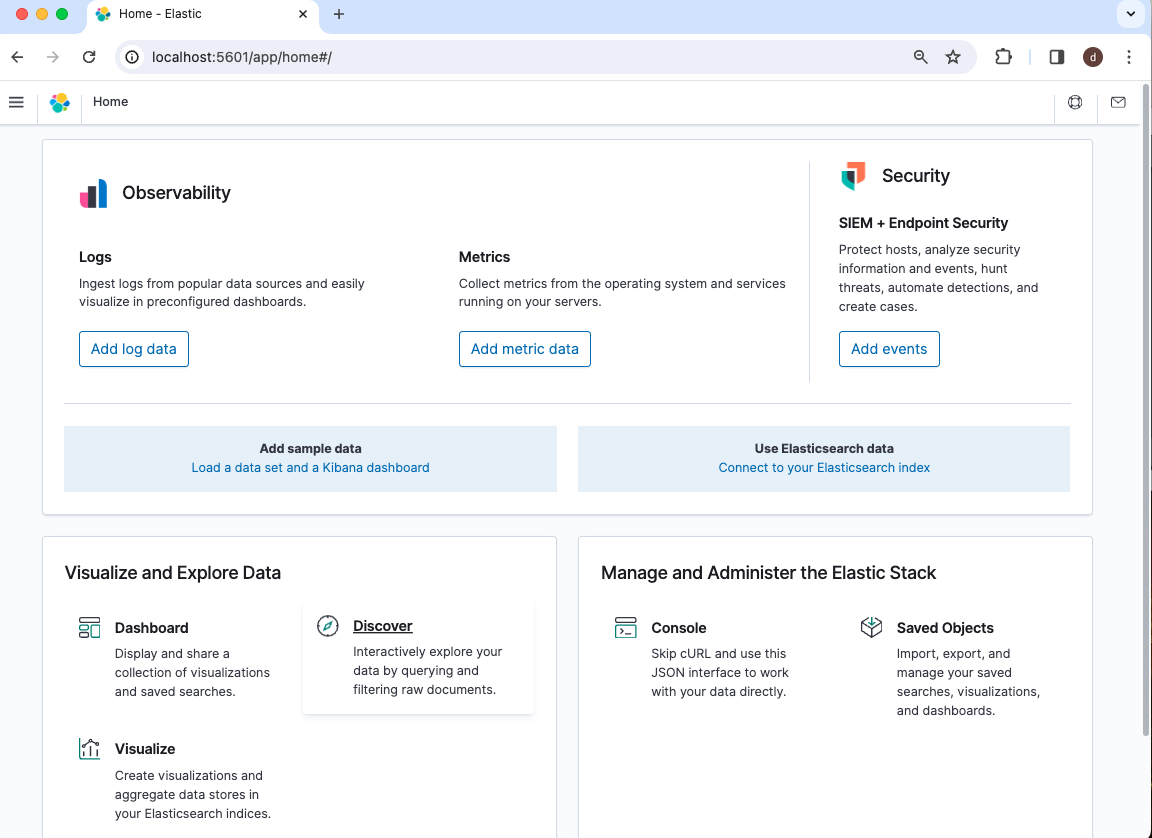 Home - Elastic
localhost:5601/app/home#/
d
Home
Observability
Logs
Ingest logs from popular data sources and easily
visualize in preconfigured dashboards.
Add log data
Metrics
Collect metrics from the operating system and services
running on your servers.
Add metric data
Security
SIEM + Endpoint Security
Protect hosts, analyze security
information and events, hunt
threats, automate detections, and
create cases.
Add events
Add sample data
Load a data set and a Kibana dashboard
Use Elasticsearch data
Connect to your Elasticsearch index
Visualize and Explore Data
Dashboard
Display and share a
collection of visualizations
and saved searches.
Discover
Interactively explore your
data by querying and
filtering raw documents.
Visualize
Create visualizations and
aggregate data stores in
your Elasticsearch indices.
Manage and Administer the Elastic Stack
Console
Skip cURL and use this
JSON interface to work
with your data directly.
Saved Objects
Import, export, and
manage your saved
searches, visualizations,
and dashboards.